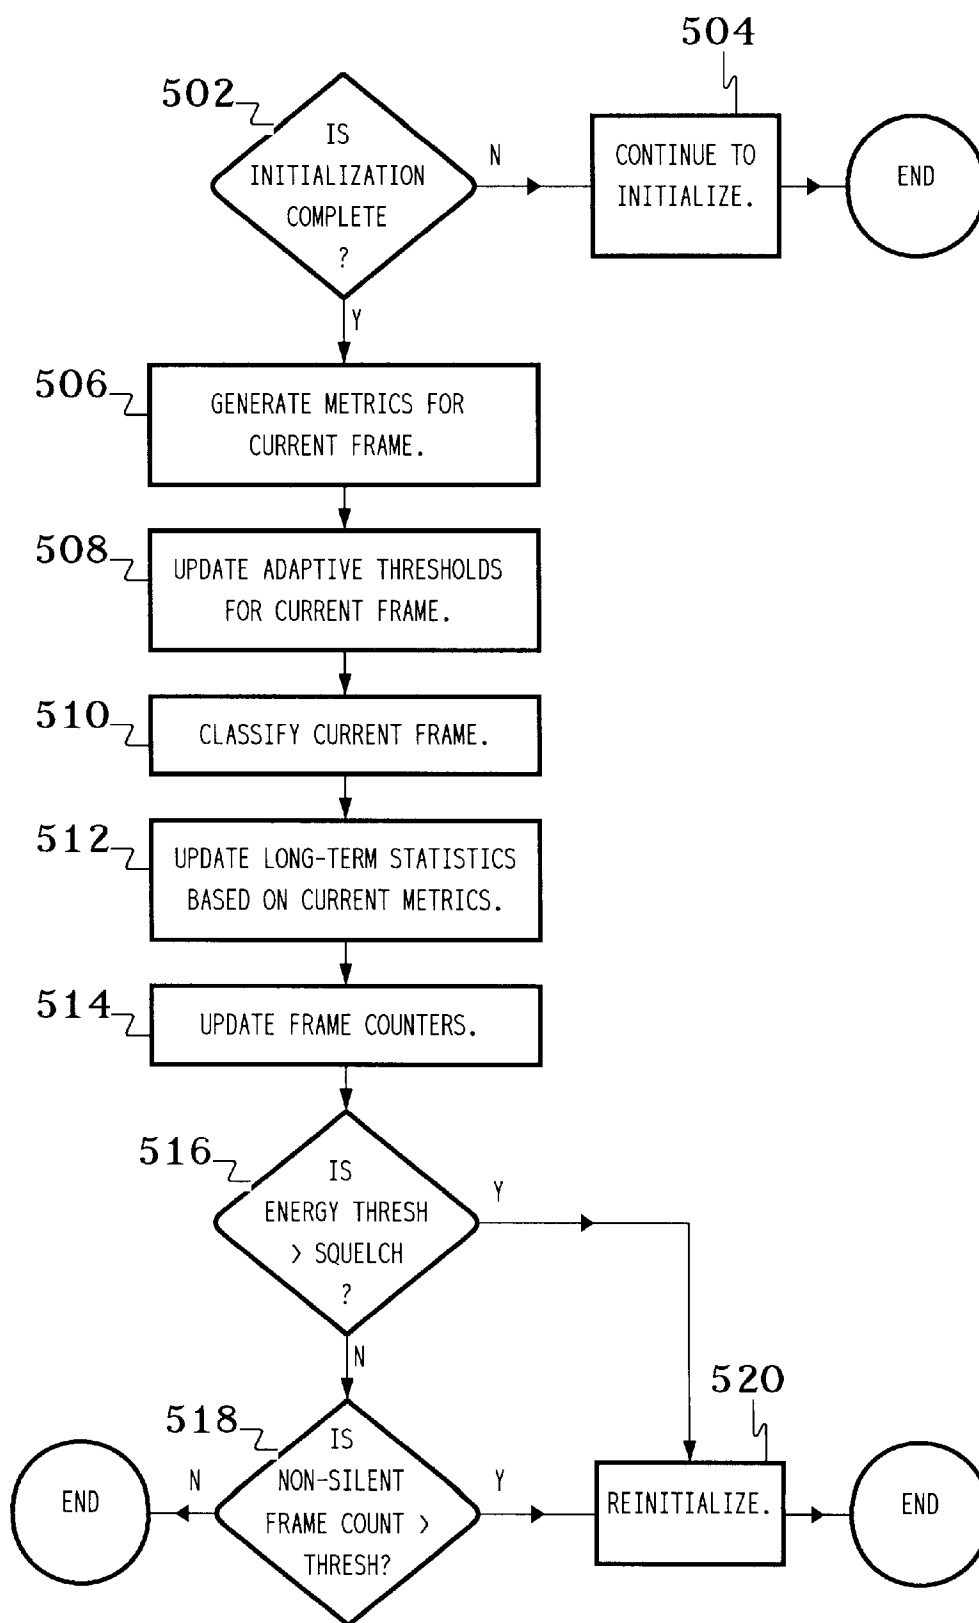 504
502
IS
INITIALIZATION
COMPLETE
?
N
CONTINUE TO
INITIALIZE.
END
Y
506
GENERATE METRICS FOR
CURRENT FRAME.
508
UPDATE ADAPTIVE THRESHOLDS
FOR CURRENT FRAME.
510
CLASSIFY CURRENT FRAME.
512
UPDATE LONG-TERM STATISTICS
BASED ON CURRENT METRICS.
514
UPDATE FRAME COUNTERS.
516
IS
ENERGY THRESH
> SQUELCH
?
Y
N
520
518
IS
NON-SILENT
FRAME COUNT >
THRESH?
N
END
Y
REINITIALIZE.
END